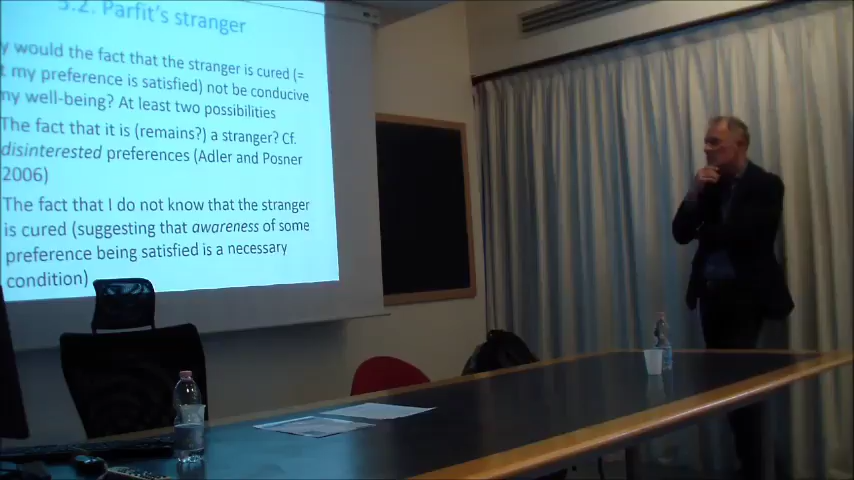 5.2. Parfit's stranger
y would the fact that the stranger is cured (=
t my preference is satisfied) not be conducive
my well-being? At least two possibilities
The fact that it is (remains?) a stranger? Cf.
disinterested preferences (Adler and Posner
2006)
The fact that I do not know that the stranger
is cured (suggesting that awareness of some
preference being satisfied is a necessary
condition)